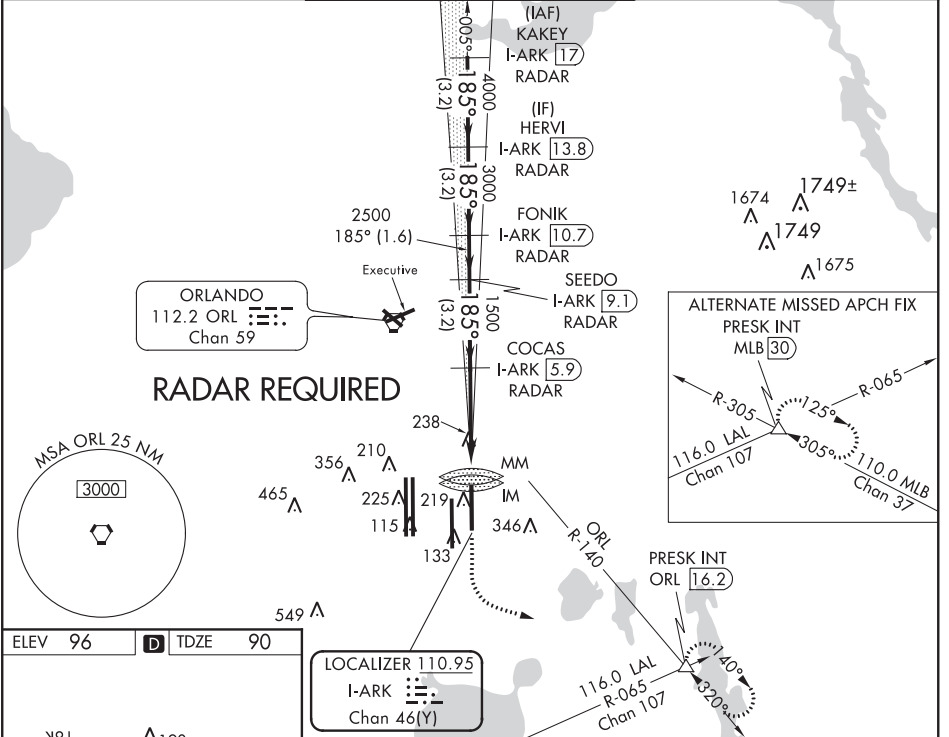 (IAF)
KAKEY
I-ARK 17
RADAR
005°
185°
4000
(3.2)
(IF)
HERVI
I-ARK 13.8
RADAR
185°
3000
(3.2)
2500
185° (1.6)
FONIK
I-ARK 10.7
RADAR
Executive
SEEDO
I-ARK 9.1
RADAR
185°
1500
(3.2)
COCAS
I-ARK 5.9
RADAR
ORLANDO
112.2 ORL
Chan 59
RADAR REQUIRED
1674
1749±
1749
1675
ALTERNATE MISSED APCH FIX
PRESK INT
MLB 30
R-305
R-065
125°
305°
116.0 LAL
Chan 107
110.0 MLB
Chan 37
MSA ORL 25 NM
3000
238
210
356
465
225
219
115
133
346
549
MM
IM
ORL
R-140
PRESK INT
ORL 16.2
140°
320°
116.0 LAL
R-065
Chan 107
LOCALIZER 110.95
I-ARK
Chan 46(Y)
ELEV 96
D
TDZE 90